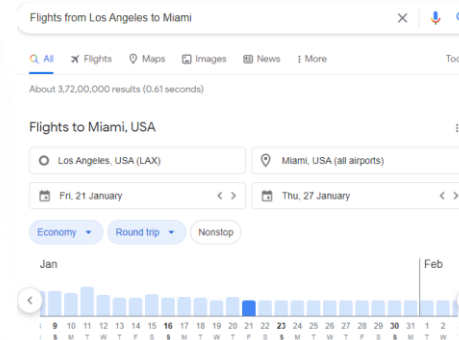 Flights from Los Angeles to Miami
All Flights Maps Images News More
About 3,72,00,000 results (0.61 seconds)
Flights to Miami, USA
Los Angeles, USA (LAX) Miami, USA (all airports)
Fri, 21 January Thu, 27 January
Economy Round trip Nonstop
Jan Feb
9 10 11 12 13 14 15 16 17 18 19 20 21 22 23 24 25 26 27 28 29 30 31 1 2
S M T W T F S S M T W T F S S M T W T F S S M T W